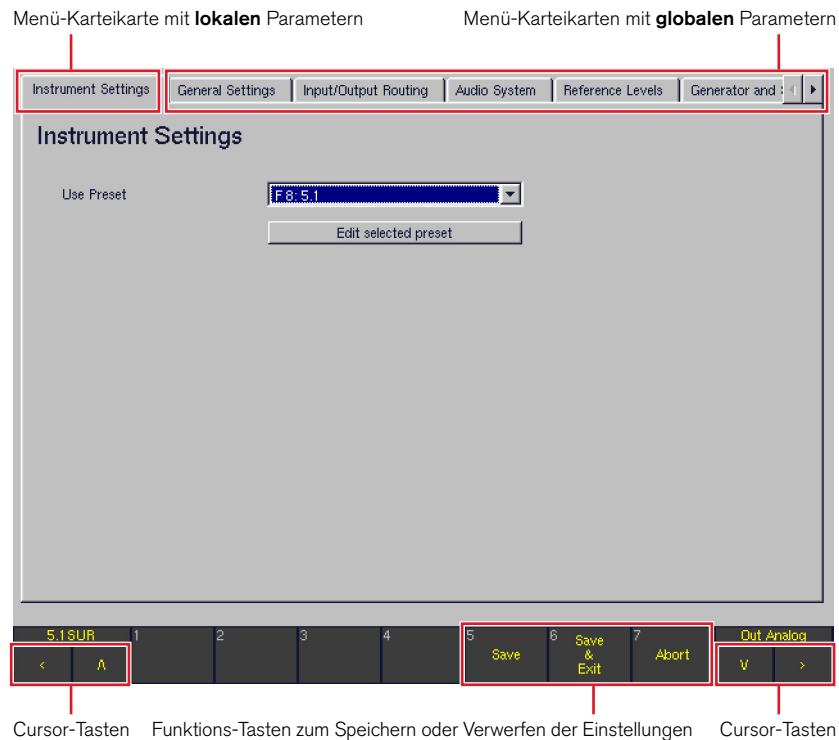 Menü-Karteikarte mit lokalen Parametern
Menü-Karteikarten mit globalen Parametern
Instrument Settings
General Settings
Input/Output Routing
Audio System
Reference Levels
Generator and
Instrument Settings
Use Preset
F 8: 5.1
Edit selected preset
5.1SUR
1
2
3
4
5
6
7
Out Analog
< Λ
Save
Save
&
Exit
Abort
V >
Cursor-Tasten
Funktions-Tasten zum Speichern oder Verwerfen der Einstellungen
Cursor-Tasten